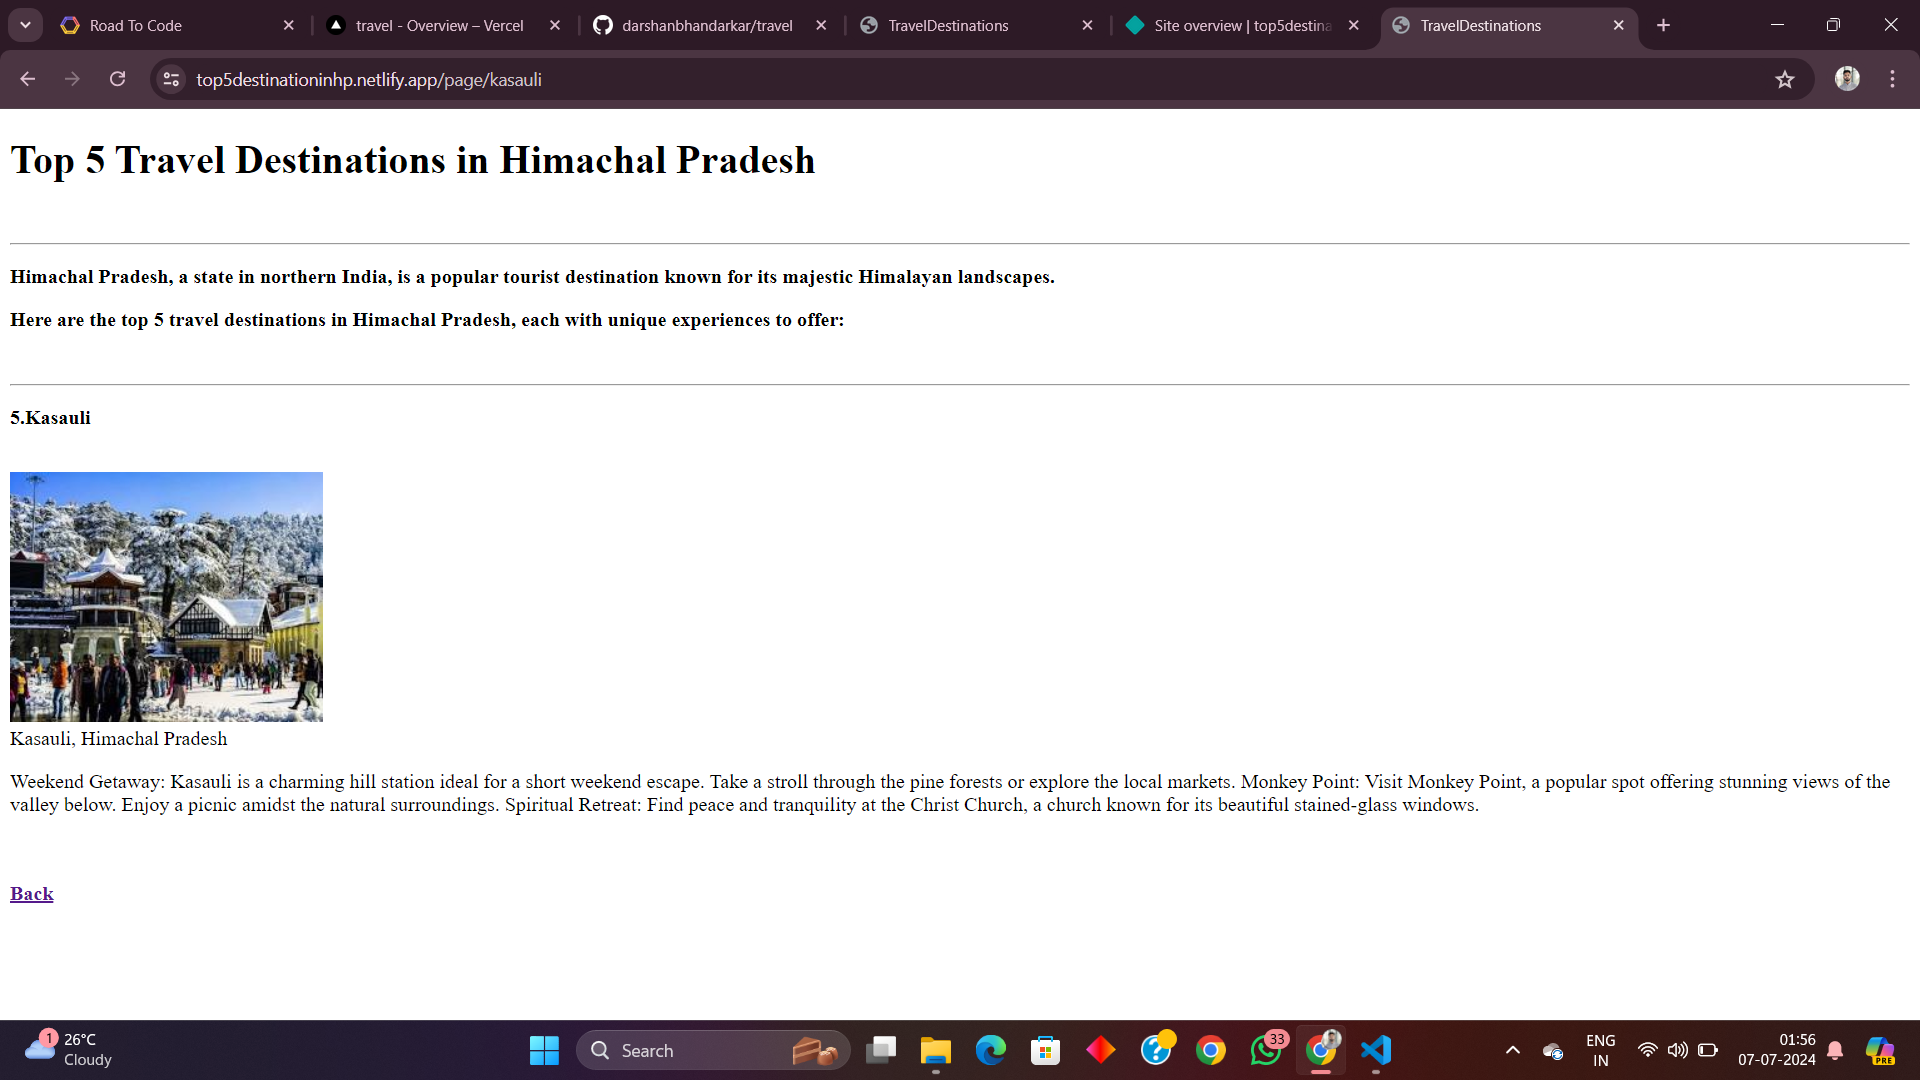 Road To Code
travel - Overview – Vercel
darshanbhandarkar/travel
TravelDestinations
Site overview | top5destina
TravelDestinations
top5destinationinhp.netlify.app/page/kasauli
Top 5 Travel Destinations in Himachal Pradesh
Himachal Pradesh, a state in northern India, is a popular tourist destination known for its majestic Himalayan landscapes.
Here are the top 5 travel destinations in Himachal Pradesh, each with unique experiences to offer:
5.Kasauli
Kasauli, Himachal Pradesh
Weekend Getaway: Kasauli is a charming hill station ideal for a short weekend escape. Take a stroll through the pine forests or explore the local markets. Monkey Point: Visit Monkey Point, a popular spot offering stunning views of the
valley below. Enjoy a picnic amidst the natural surroundings. Spiritual Retreat: Find peace and tranquility at the Christ Church, a church known for its beautiful stained-glass windows.
Back
1
26°C
Cloudy
Search
33
ENG
IN
01:56
07-07-2024
PRE